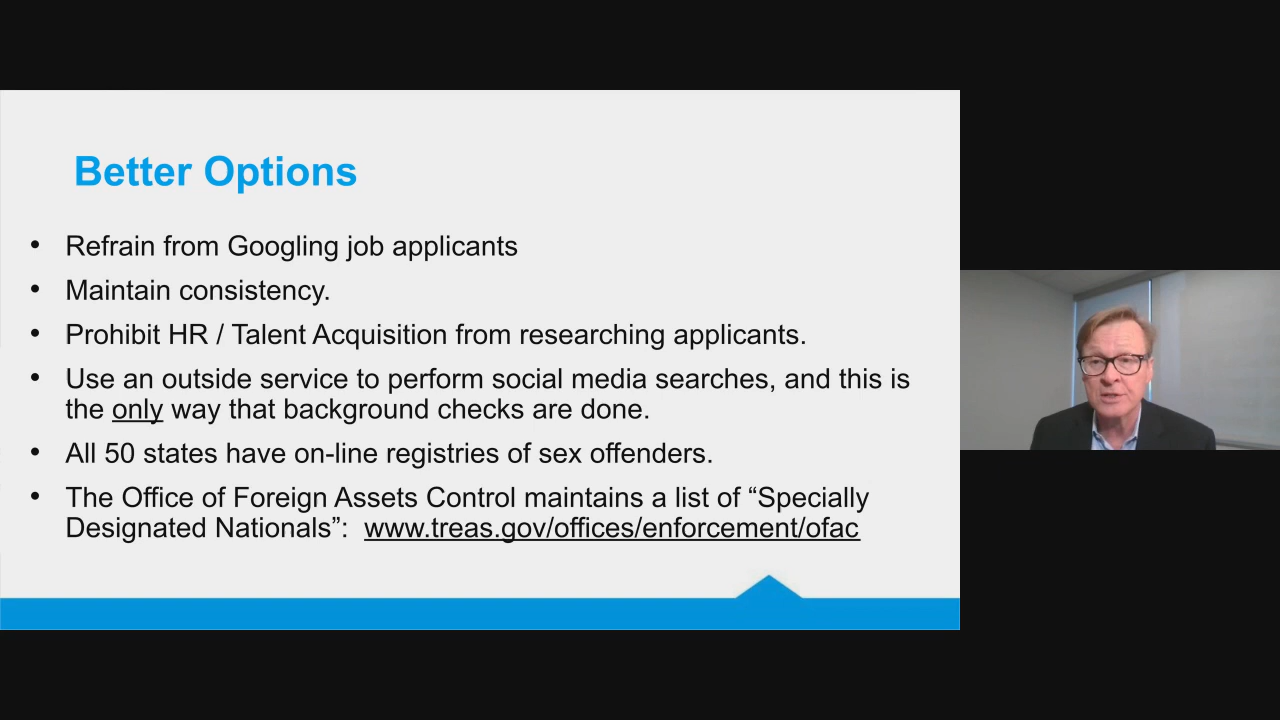 Better Options
• Refrain from Googling job applicants
• Maintain consistency.
• Prohibit HR / Talent Acquisition from researching applicants.
• Use an outside service to perform social media searches, and this is
the only way that background checks are done.
• All 50 states have on-line registries of sex offenders.
• The Office of Foreign Assets Control maintains a list of “Specially
Designated Nationals”:  www.treas.gov/offices/enforcement/ofac